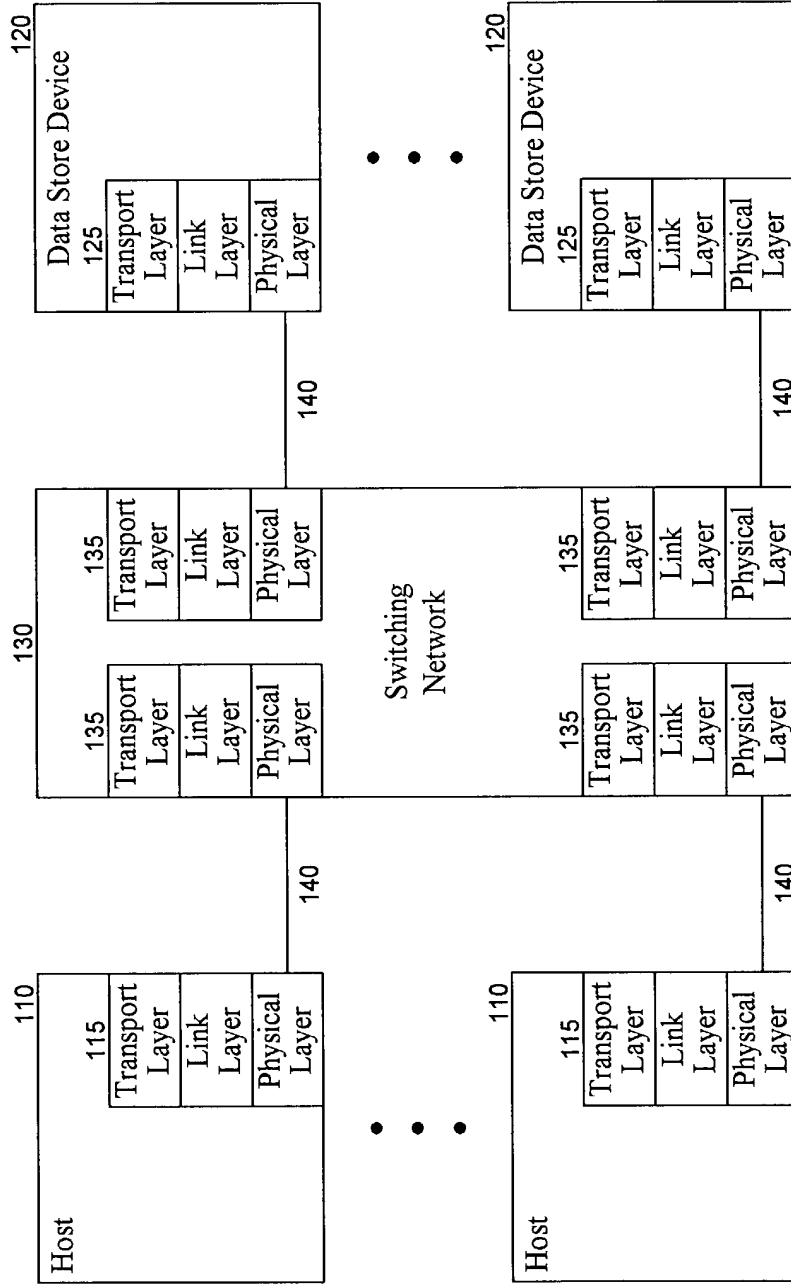 110
Host
115
Transport
Layer
Link
Layer
Physical
Layer
140
130
135
Transport
Layer
Link
Layer
Physical
Layer
135
Transport
Layer
Link
Layer
Physical
Layer
140
120
Data Store Device
125
Transport
Layer
Link
Layer
Physical
Layer
Switching
Network
110
Host
115
Transport
Layer
Link
Layer
Physical
Layer
140
135
Transport
Layer
Link
Layer
Physical
Layer
135
Transport
Layer
Link
Layer
Physical
Layer
140
120
Data Store Device
125
Transport
Layer
Link
Layer
Physical
Layer